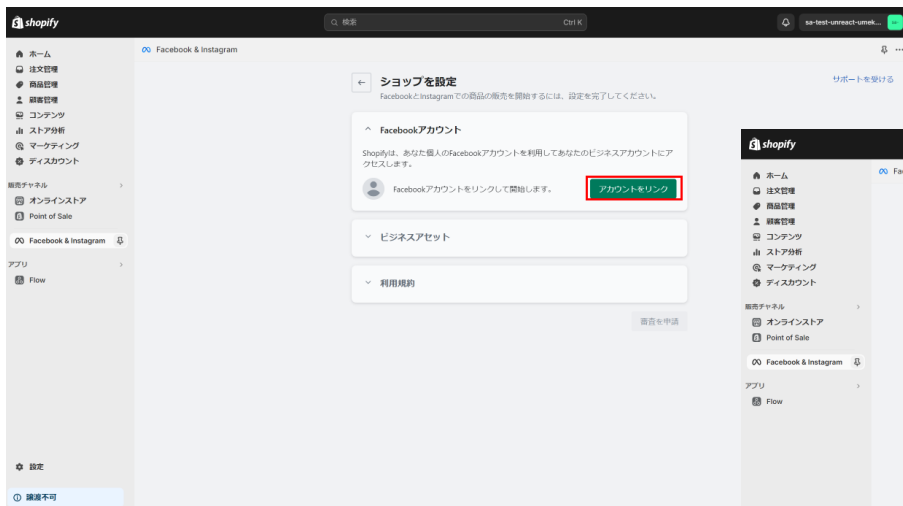 shopify
検索
Ctrl K
sa-test-unreact-umek...
ホーム
注文管理
商品管理
顧客管理
コンテンツ
ストア分析
マーケティング
ディスカウント
販売チャネル
オンラインストア
Point of Sale
Facebook & Instagram
アプリ
Flow
設定
譲渡不可
Facebook & Instagram
ショップを設定
FacebookとInstagramでの商品の販売を開始するには、設定を完了してください。
サポートを受ける
Facebookアカウント
Shopifyは、あなた個人のFacebookアカウントを利用してあなたのビジネスアカウントにア
クセスします。
Facebookアカウントをリンクして開始します。
アカウントをリンク
ビジネスアセット
利用規約
審査を申請
shopify
Fa
ホーム
注文管理
商品管理
顧客管理
コンテンツ
ストア分析
マーケティング
ディスカウント
販売チャネル
オンラインストア
Point of Sale
Facebook & Instagram
アプリ
Flow